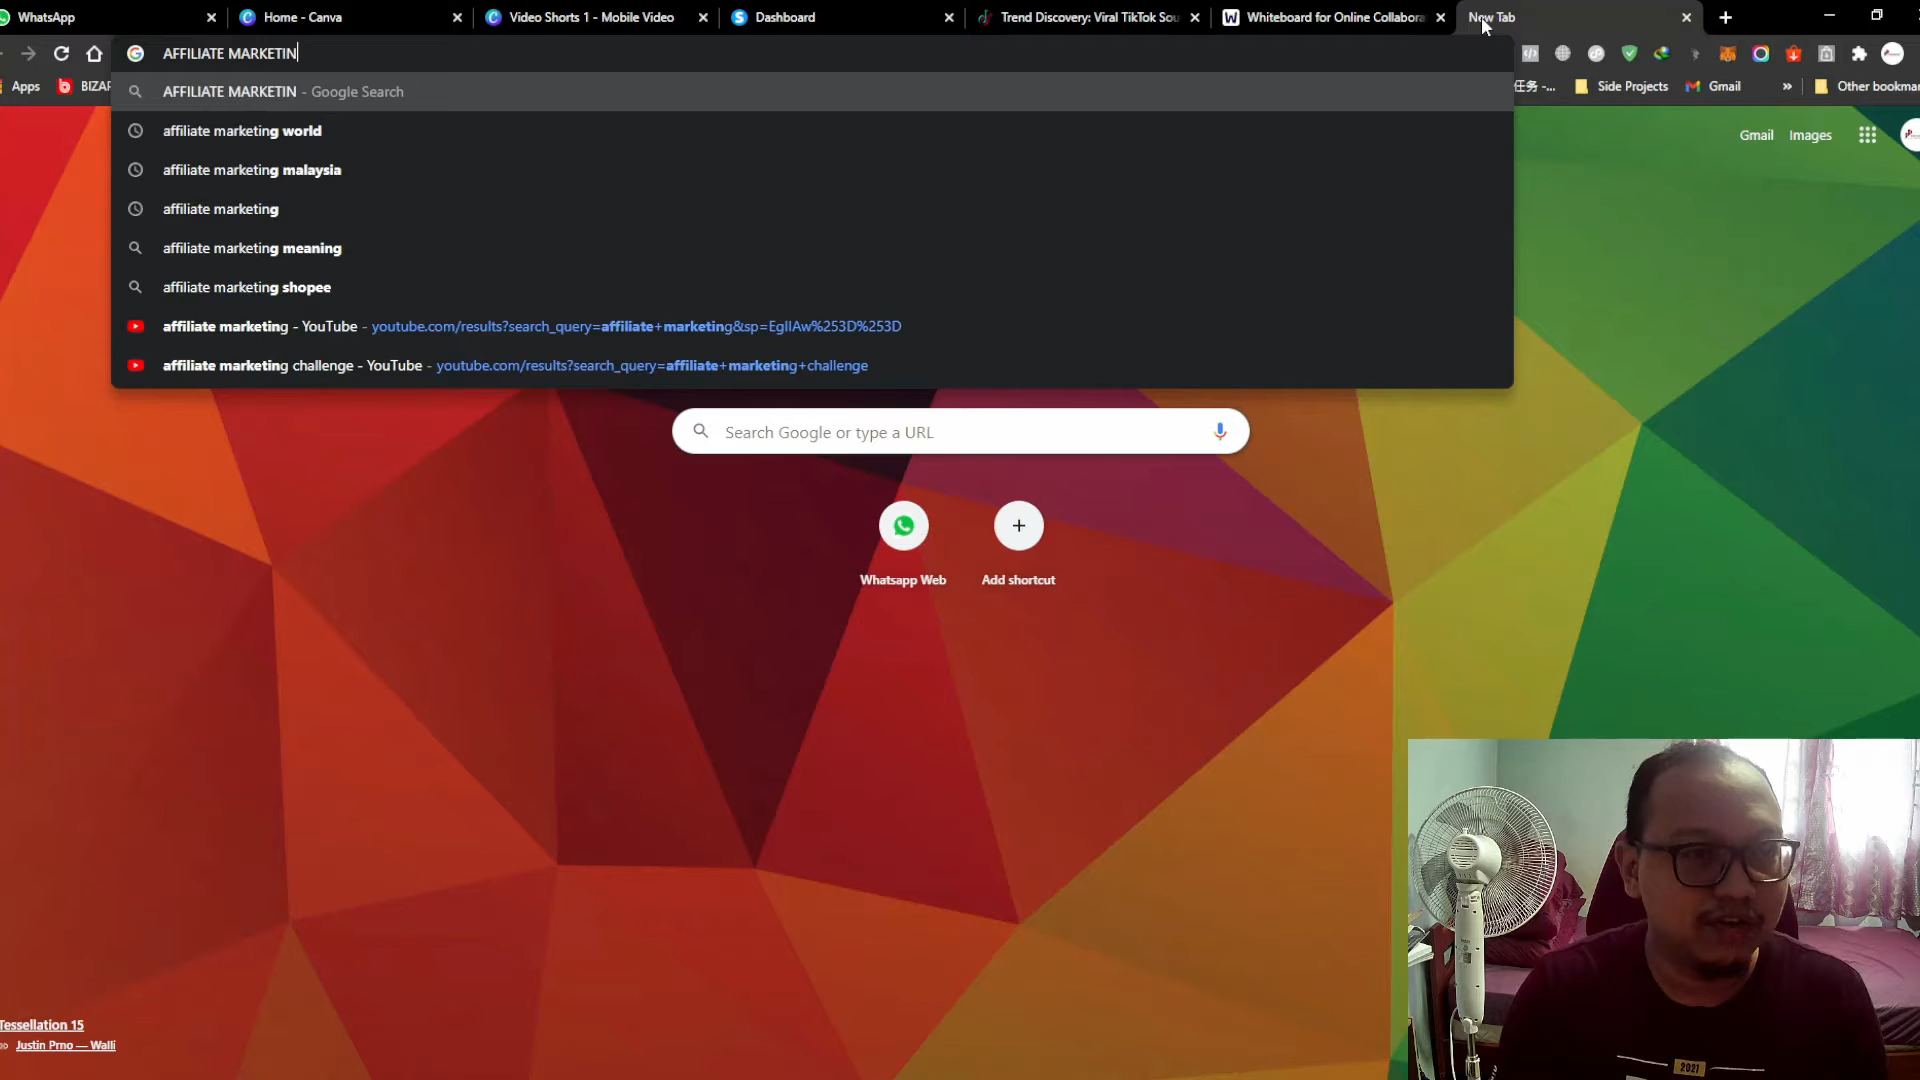 WhatsApp
Home - Canva
Video Shorts 1 - Mobile Video
Dashboard
Trend Discovery: Viral TikTok Sou
Whiteboard for Online Collabora
New Tab
AFFILIATE MARKETIN
Apps
BIZAR
任务 -...
Side Projects
Gmail
»
Other bookmar
AFFILIATE MARKETIN - Google Search
affiliate marketing world
affiliate marketing malaysia
affiliate marketing
affiliate marketing meaning
affiliate marketing shopee
affiliate marketing - YouTube - youtube.com/results?search_query=affiliate+marketing&sp=EgIIAw%253D%253D
affiliate marketing challenge - YouTube - youtube.com/results?search_query=affiliate+marketing+challenge
Gmail
Images
Search Google or type a URL
Whatsapp Web
Add shortcut
Tessellation 15
Justin Prno — Walli
2021